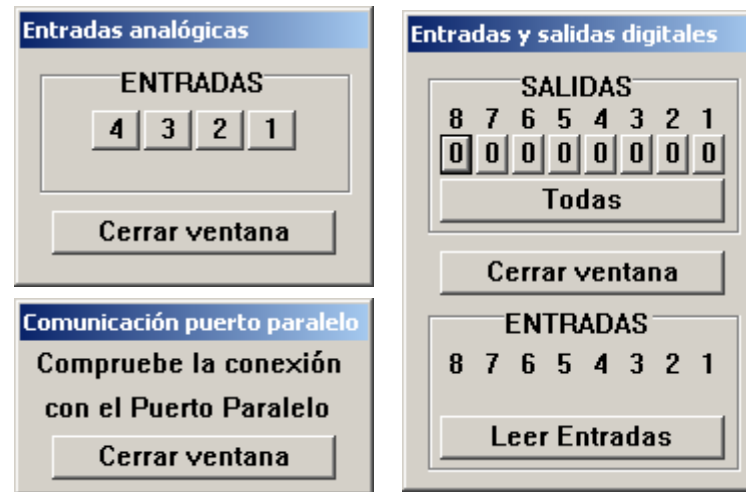 Entradas analógicas
ENTRADAS
4 3 2 1
Cerrar ventana
Comunicación puerto paralelo
Compruebe la conexión
con el Puerto Paralelo
Cerrar ventana
Entradas y salidas digitales
SALIDAS
8 7 6 5 4 3 2 1
0 0 0 0 0 0 0 0
Todas
Cerrar ventana
ENTRADAS
8 7 6 5 4 3 2 1
Leer Entradas